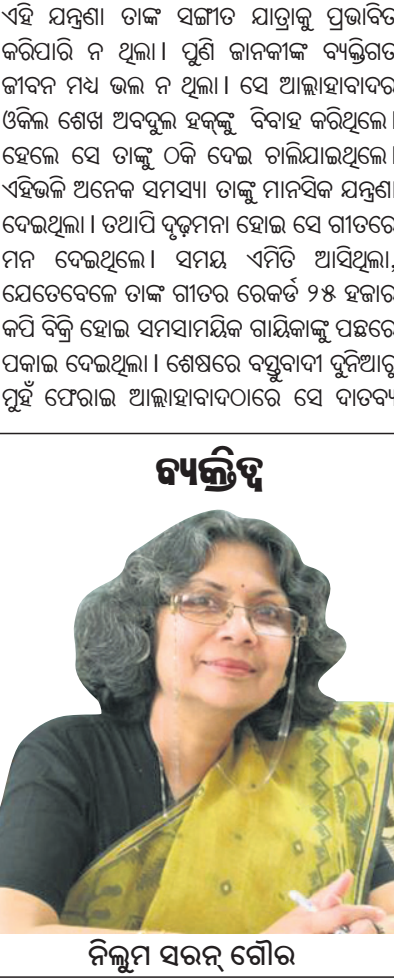 ଏହି ଯନ୍ତ୍ରଣା ତାଙ୍କ ସଙ୍ଗୀତ ଯାତ୍ରାକୁ ପ୍ରଭାବିତ
କରିପାରି ନ ଥିଲା। ପୁଣି ଜାନକୀଙ୍କ ବ୍ୟକ୍ତିଗତ
ଜୀବନ ମଧ୍ୟ ଭଲ ନ ଥିଲା। ସେ ଆଲ୍ଲାହାବାଦର
ଓକିଲ ଶେଖ ଅବଦୁଲ ହକ୍‌ଙ୍କୁ ବିବାହ କରିଥିଲେ।
ହେଲେ ସେ ତାଙ୍କୁ ଠକି ଦେଇ ଚାଲିଯାଇଥିଲେ।
ଏହିଭଳି ଅନେକ ସମସ୍ୟା ତାଙ୍କୁ ମାନସିକ ଯନ୍ତ୍ରଣା
ଦେଇଥିଲା। ତଥାପି ଦୃଢ଼ମନା ହୋଇ ସେ ଗୀତରେ
ମନ ଦେଇଥିଲେ। ସମୟ ଏମିତି ଆସିଥିଲା,
ଯେତେବେଳେ ତାଙ୍କ ଗୀତର ରେକର୍ଡ ୨୫ ହଜାର
କପି ବିକ୍ରି ହୋଇ ସମସାମୟିକ ଗାୟିକାଙ୍କୁ ପଛରେ
ପକାଇ ଦେଇଥିଲା। ଶେଷରେ ବସ୍ତୁବାଦୀ ଦୁନିଆରୁ
ମୁହଁ ଫେରାଇ ଆଲ୍ଲାହାବାଦଠାରେ ସେ ଦାତବ୍ୟ
ବ୍ୟକ୍ତିତ୍ୱ
ନିଲୁମ ସରନ୍ ଗୌର